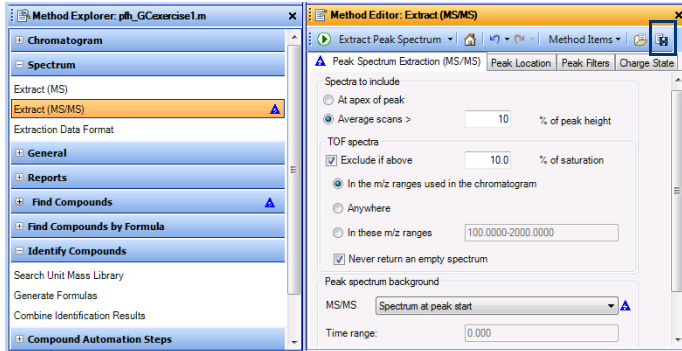 Method Explorer: pfh_GCexercise1.m
Chromatogram
Spectrum
Extract (MS)
Extract (MS/MS)
Extraction Data Format
General
Reports
Find Compounds
Find Compounds by Formula
Identify Compounds
Search Unit Mass Library
Generate Formulas
Combine Identification Results
Compound Automation Steps
Method Editor: Extract (MS/MS)
Extract Peak Spectrum Method Items
Peak Spectrum Extraction (MS/MS) Peak Location Peak Filters Charge State
Spectra to include
At apex of peak
Average scans > 10 % of peak height
TOF spectra
Exclude if above 10.0 % of saturation
In the m/z ranges used in the chromatogram
Anywhere
In these m/z ranges 100.0000-2000.0000
Never return an empty spectrum
Peak spectrum background
MS/MS Spectrum at peak start
Time range: 0.000